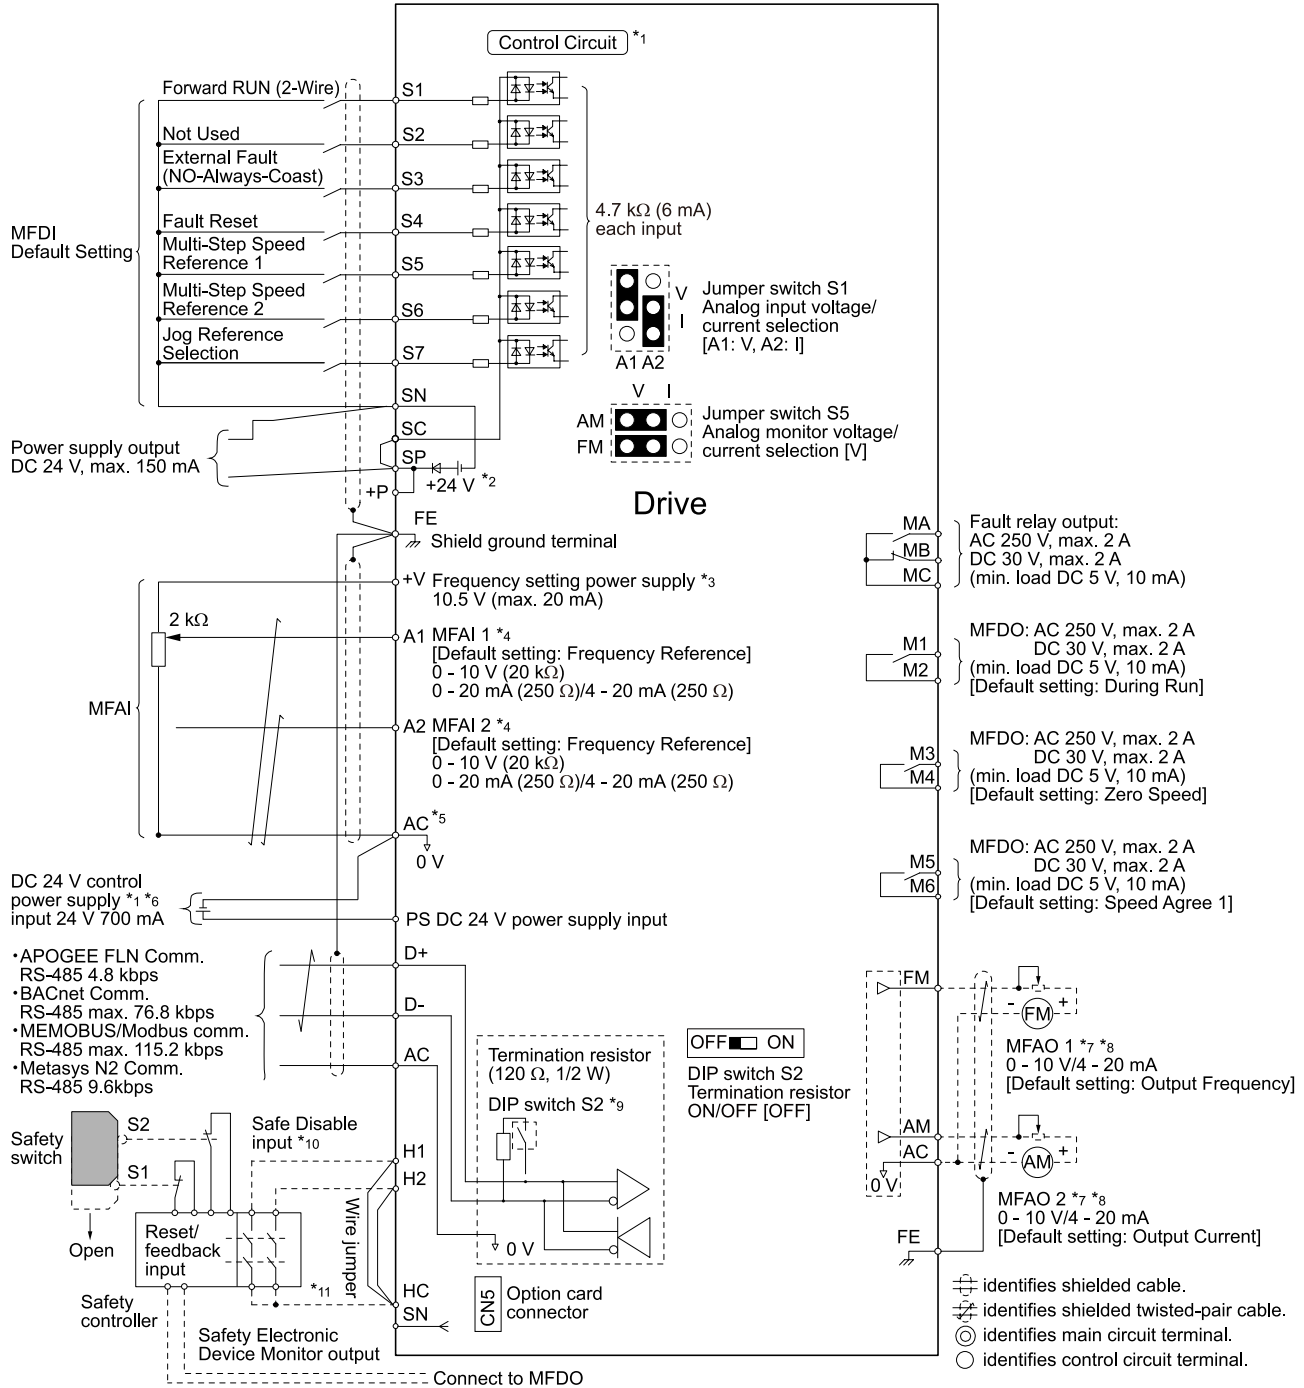 Control Circuit *1
Forward RUN (2-Wire)
S1
Not Used
S2
External Fault
(NO-Always-Coast)
S3
Fault Reset
S4
Multi-Step Speed
Reference 1
S5
Multi-Step Speed
Reference 2
S6
Jog Reference
Selection
S7
MFDI
Default Setting
4.7 kΩ (6 mA)
each input
V
I
A1 A2
Jumper switch S1
Analog input voltage/
current selection
[A1: V, A2: I]
V I
AM
FM
Jumper switch S5
Analog monitor voltage/
current selection [V]
SN
SC
SP
+P
+24 V *2
Power supply output
DC 24 V, max. 150 mA
Drive
FE
Shield ground terminal
+V Frequency setting power supply *3
10.5 V (max. 20 mA)
2 kΩ
A1 MFAI 1 *4
[Default setting: Frequency Reference]
0 - 10 V (20 kΩ)
0 - 20 mA (250 Ω)/4 - 20 mA (250 Ω)
MFAI
A2 MFAI 2 *4
[Default setting: Frequency Reference]
0 - 10 V (20 kΩ)
0 - 20 mA (250 Ω)/4 - 20 mA (250 Ω)
AC *5
0 V
DC 24 V control
power supply *1 *6
input 24 V 700 mA
PS DC 24 V power supply input
MA
MB
MC
Fault relay output:
AC 250 V, max. 2 A
DC 30 V, max. 2 A
(min. load DC 5 V, 10 mA)
M1
M2
MFDO: AC 250 V, max. 2 A
DC 30 V, max. 2 A
(min. load DC 5 V, 10 mA)
[Default setting: During Run]
M3
M4
MFDO: AC 250 V, max. 2 A
DC 30 V, max. 2 A
(min. load DC 5 V, 10 mA)
[Default setting: Zero Speed]
M5
M6
MFDO: AC 250 V, max. 2 A
DC 30 V, max. 2 A
(min. load DC 5 V, 10 mA)
[Default setting: Speed Agree 1]
・APOGEE FLN Comm.
RS-485 4.8 kbps
・BACnet Comm.
RS-485 max. 76.8 kbps
・MEMOBUS/Modbus comm.
RS-485 max. 115.2 kbps
・Metasys N2 Comm.
RS-485 9.6kbps
D+
D-
AC
Termination resistor
(120 Ω, 1/2 W)
DIP switch S2 *9
0 V
OFF ON
DIP switch S2
Termination resistor
ON/OFF [OFF]
FM
- FM +
MFAO 1 *7 *8
0 - 10 V/4 - 20 mA
[Default setting: Output Frequency]
AM
AC
0 V
- AM +
MFAO 2 *7 *8
0 - 10 V/4 - 20 mA
[Default setting: Output Current]
FE
Safety
switch
S2
S1
Open
Safe Disable
input *10
H1
H2
Wire jumper
Reset/
feedback
input
*11
HC
SN
Safety
controller
Safety Electronic
Device Monitor output
Connect to MFDO
CN5
Option card
connector
identifies shielded cable.
identifies shielded twisted-pair cable.
identifies main circuit terminal.
identifies control circuit terminal.